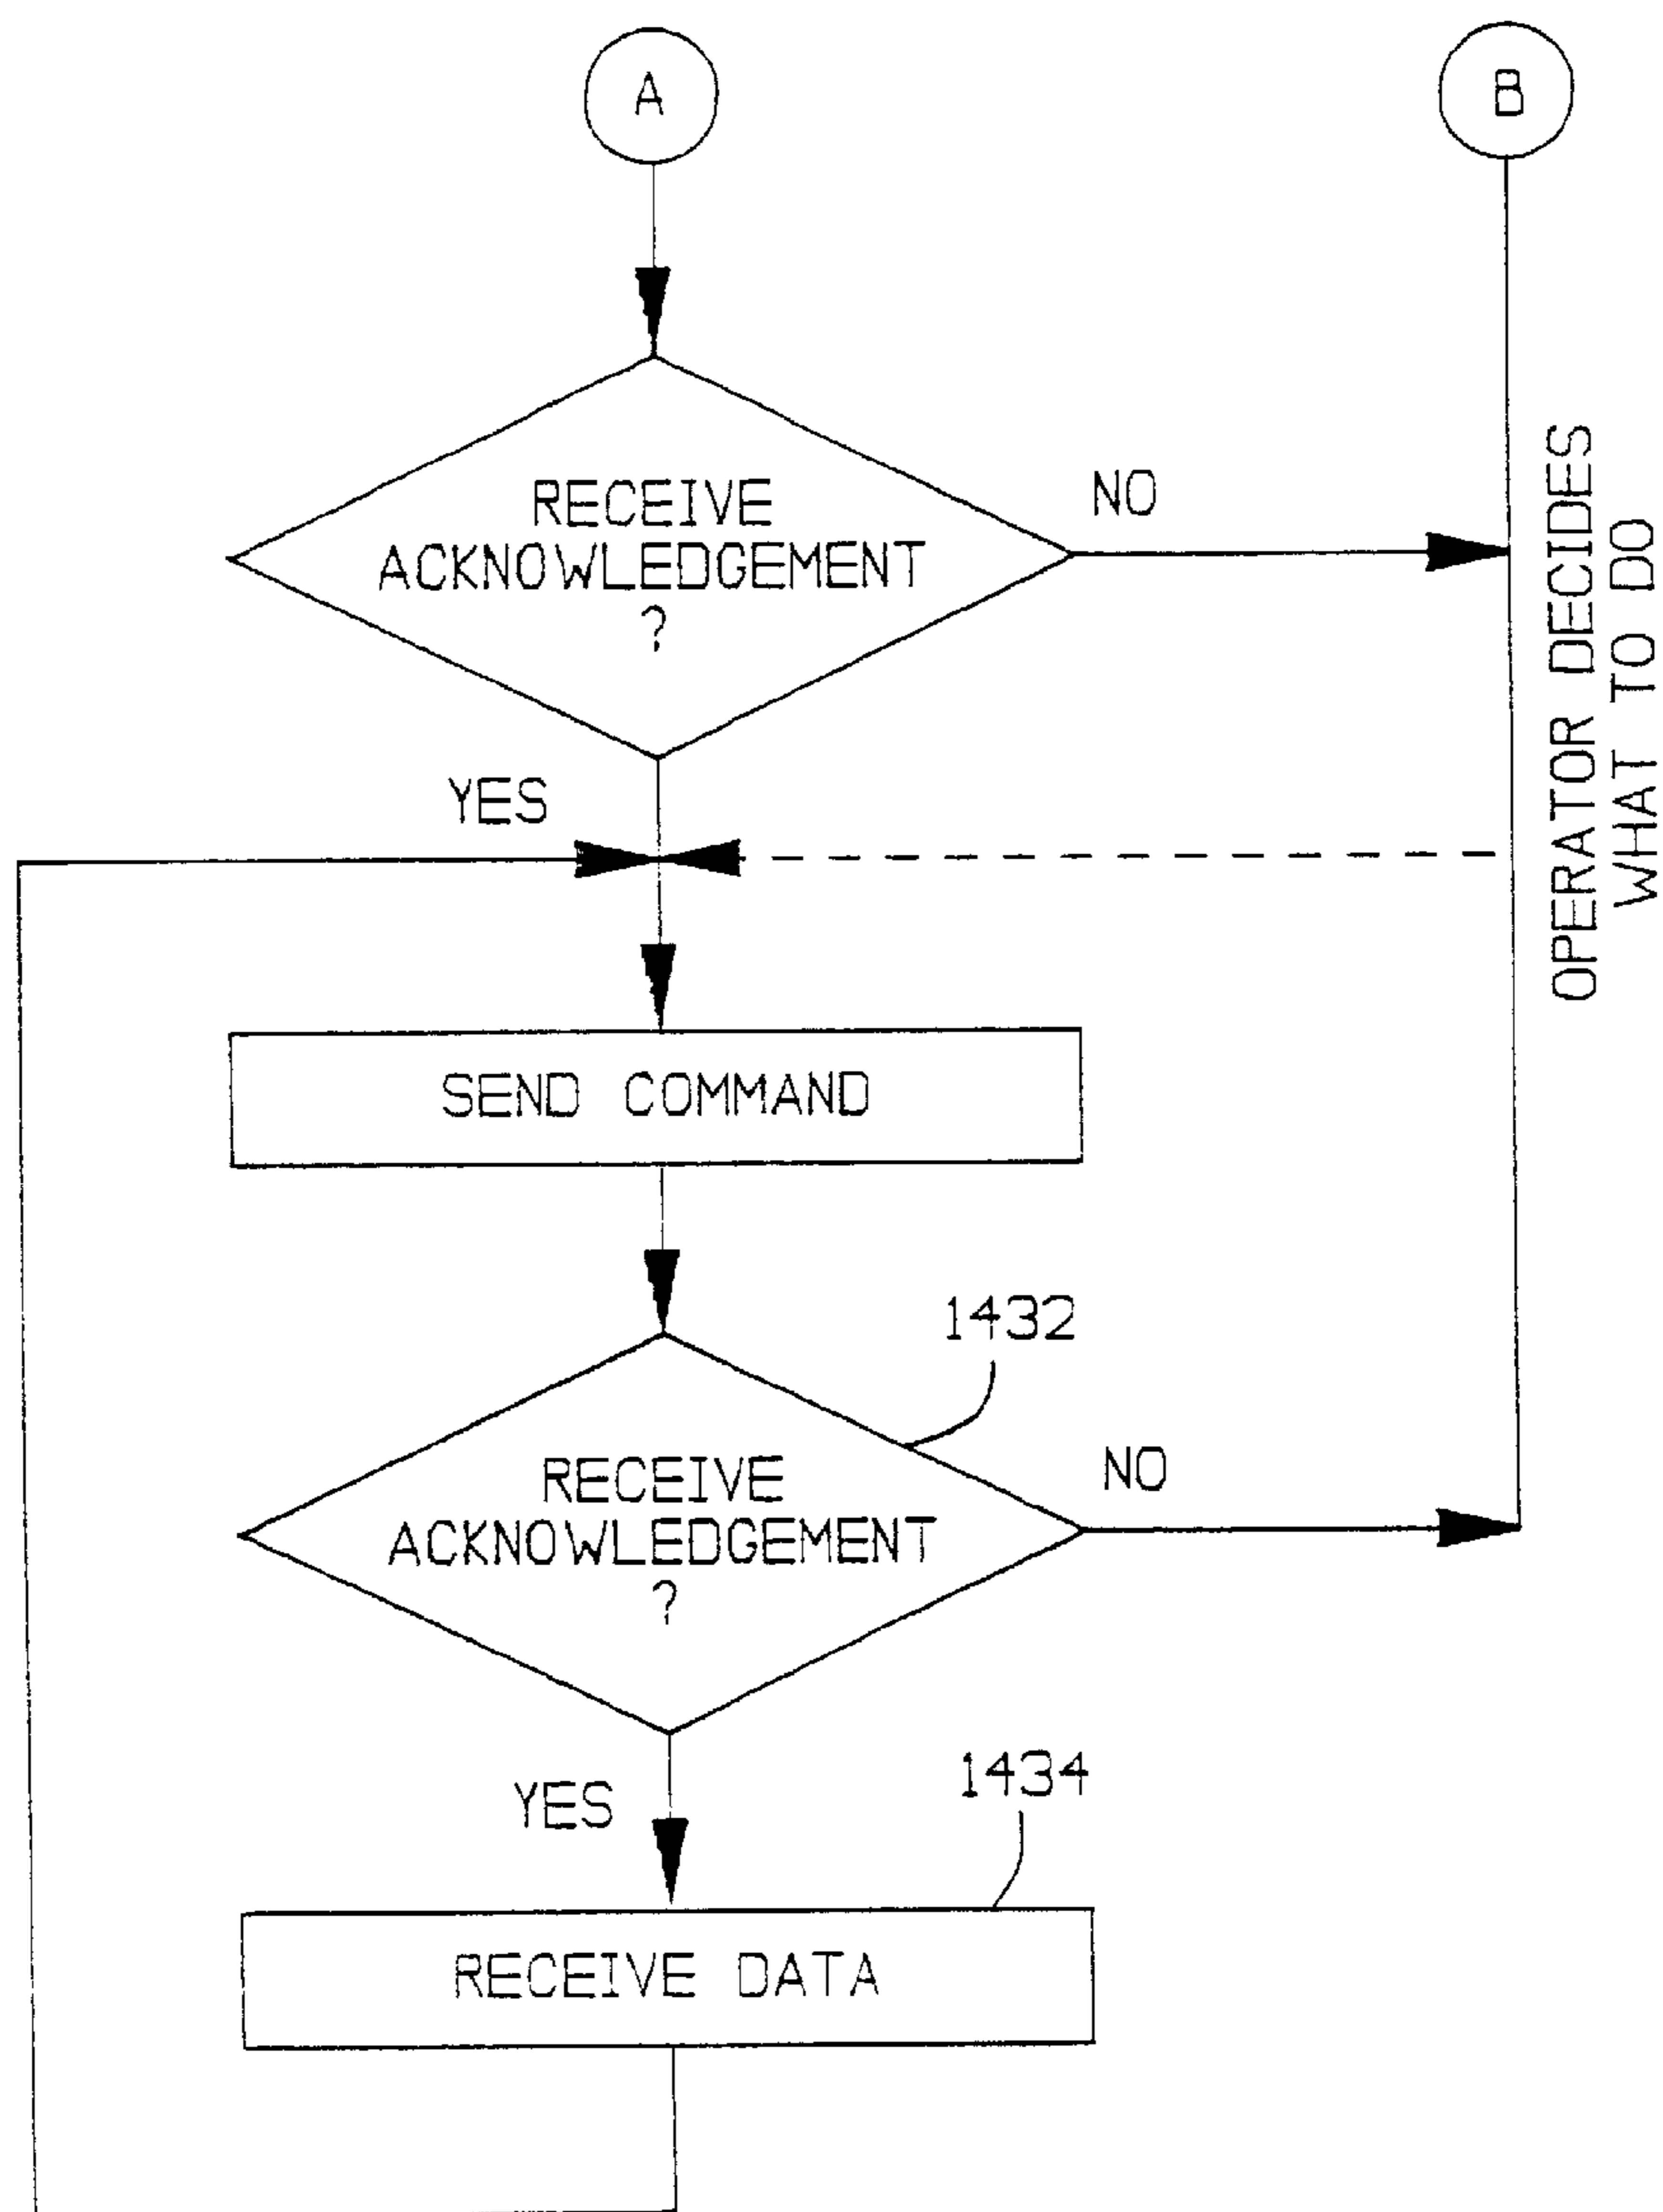 A
B
RECEIVE
ACKNOWLEDGEMENT
?
NO
YES
OPERATOR DECIDES
WHAT TO DO
SEND COMMAND
1432
RECEIVE
ACKNOWLEDGEMENT
?
NO
YES
1434
RECEIVE DATA